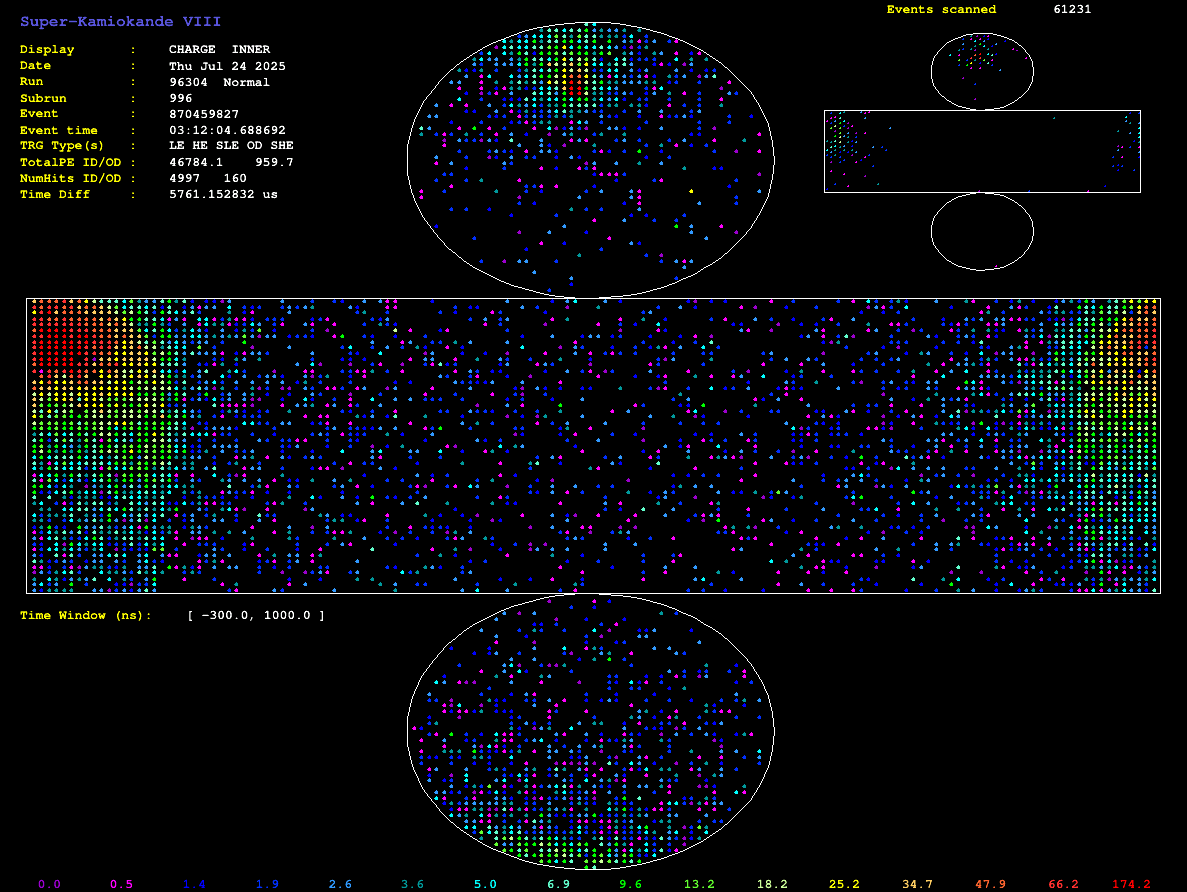 Super-Kamiokande VIII
Display : CHARGE INNER
Date : Thu Jul 24 2025
Run : 96304 Normal
Subrun : 996
Event : 870459827
Event time : 03:12:04.688692
TRG Type(s) : LE HE SLE OD SHE
TotalPE ID/OD : 46784.1 959.7
NumHits ID/OD : 4997 160
Time Diff : 5761.152832 us
Events scanned 61231
Time Window (ns): [ -300.0, 1000.0 ]
0.0 0.5 1.4 1.9 2.6 3.6 5.0 6.9 9.6 13.2 18.2 25.2 34.7 47.9 66.2 174.2